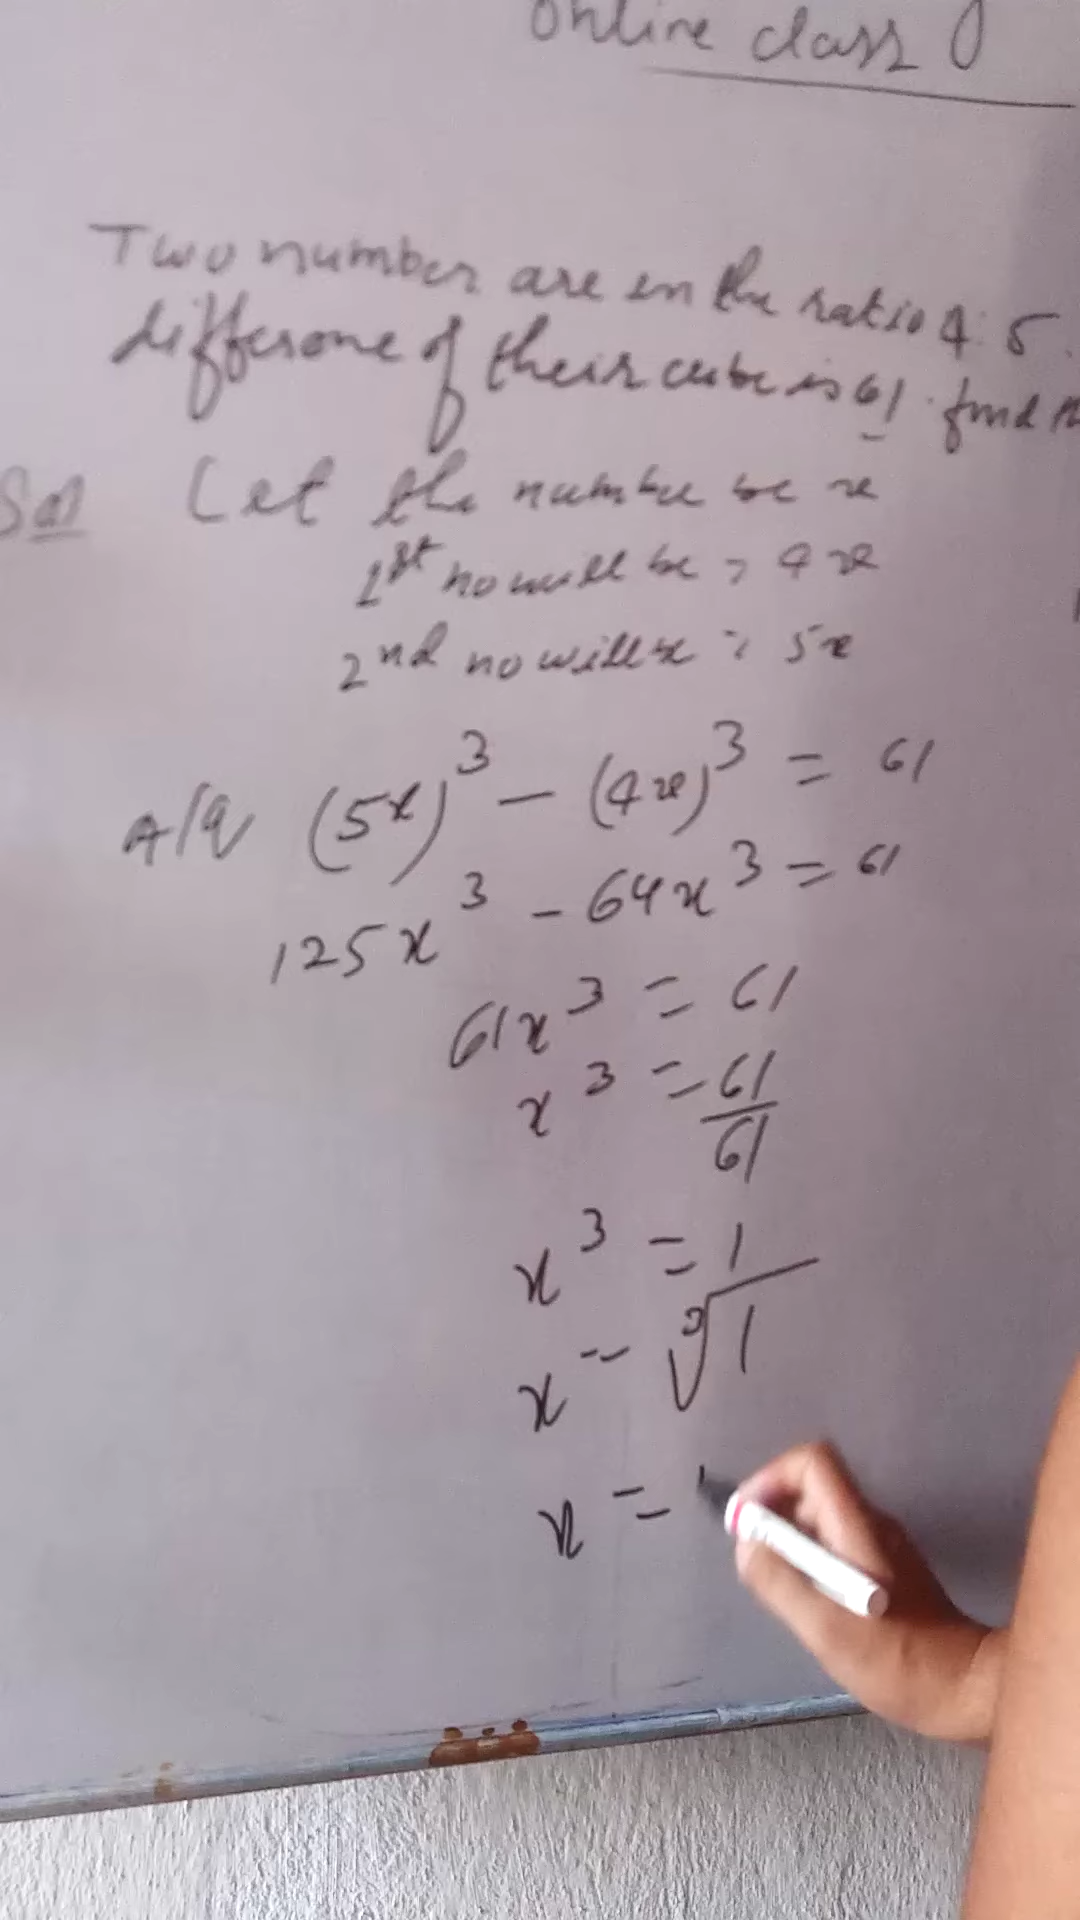 Online class
Two number are in the ratio 4:5.
differone of their cube is 61. find
Sol Let the number be x
1st no will be = 4x
2nd no will be = 5x
A/q (5x)³ - (4x)³ = 61
125x³ - 64x³ = 61
61x³ = 61
x³ = 61/61
x³ = 1
x = ∛1
x =